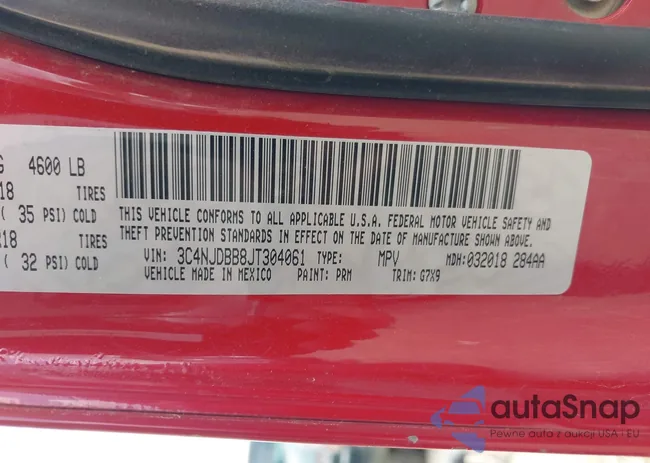 G 4600 LB
18 TIRES
( 35 PSI) COLD
218 TIRES
( 32 PSI) COLD
THIS VEHICLE CONFORMS TO ALL APPLICABLE U.S.A. FEDERAL MOTOR VEHICLE SAFETY AND
THEFT PREVENTION STANDARDS IN EFFECT ON THE DATE OF MANUFACTURE SHOWN ABOVE.
VIN: 3C4NJDBB8JT304061 TYPE: MPV MDH:032018 284AA
VEHICLE MADE IN MEXICO PAINT: PRM TRIM: G7X9
autaSnap
Pewne auta z aukcji USA i EU